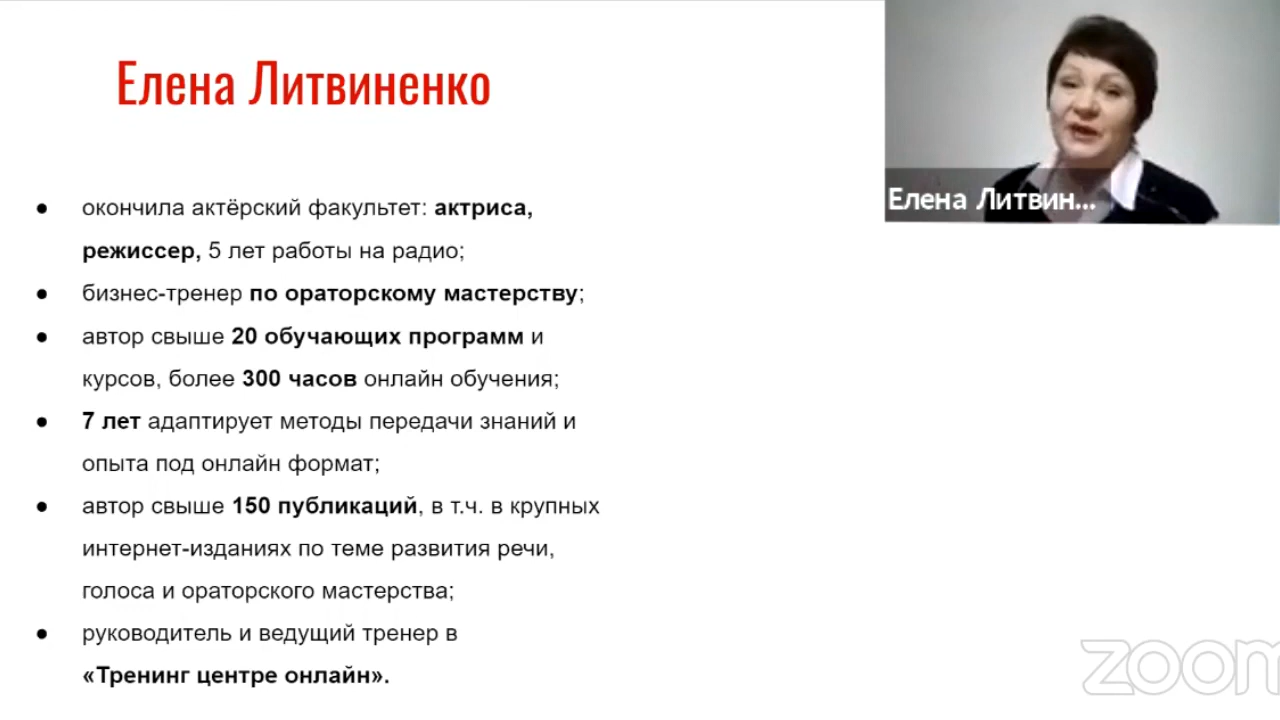 Елена Литвиненко
Елена Литвин...
● окончила актёрский факультет: актриса,
режиссер, 5 лет работы на радио;
● бизнес-тренер по ораторскому мастерству;
● автор свыше 20 обучающих программ и
курсов, более 300 часов онлайн обучения;
● 7 лет адаптирует методы передачи знаний и
опыта под онлайн формат;
● автор свыше 150 публикаций, в т.ч. в крупных
интернет-изданиях по теме развития речи,
голоса и ораторского мастерства;
● руководитель и ведущий тренер в
«Тренинг центре онлайн».
zoom